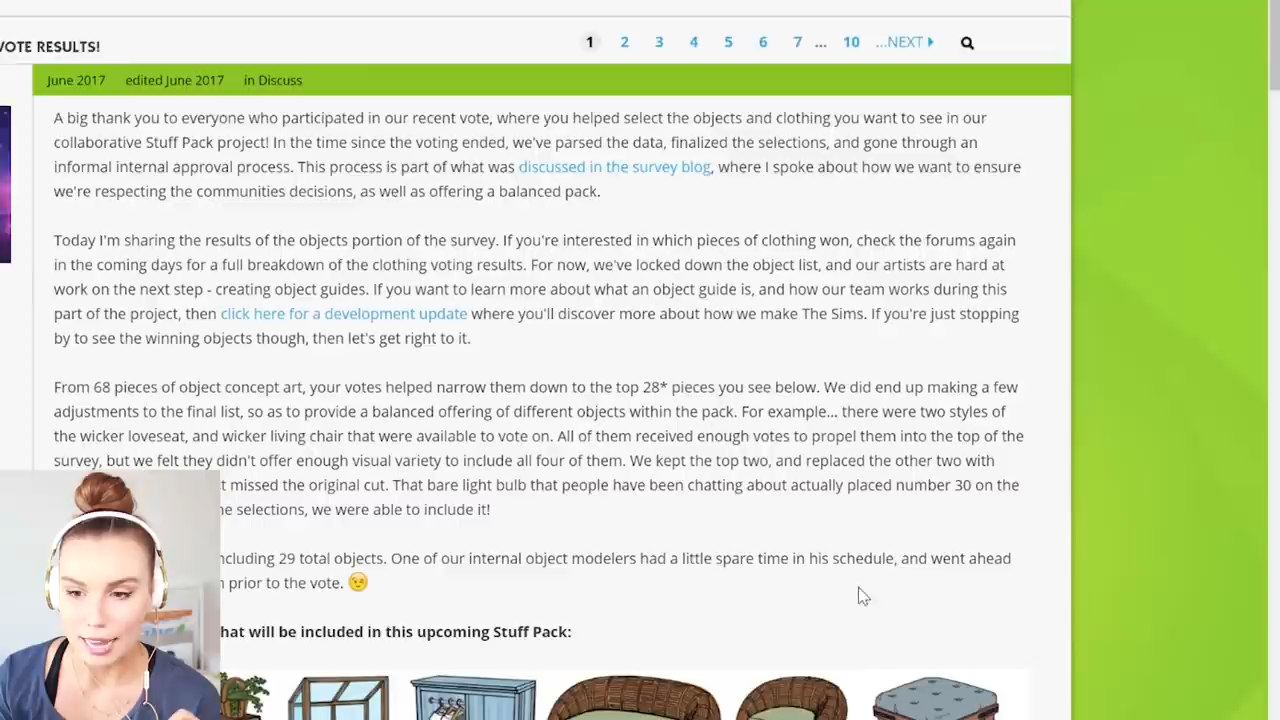 VOTE RESULTS!
1 2 3 4 5 6 7 ... 10 ...NEXT
June 2017 edited June 2017 in Discuss
A big thank you to everyone who participated in our recent vote, where you helped select the objects and clothing you want to see in our
collaborative Stuff Pack project! In the time since the voting ended, we've parsed the data, finalized the selections, and gone through an
informal internal approval process. This process is part of what was discussed in the survey blog, where I spoke about how we want to ensure
we're respecting the communities decisions, as well as offering a balanced pack.
Today I'm sharing the results of the objects portion of the survey. If you're interested in which pieces of clothing won, check the forums again
in the coming days for a full breakdown of the clothing voting results. For now, we've locked down the object list, and our artists are hard at
work on the next step - creating object guides. If you want to learn more about what an object guide is, and how our team works during this
part of the project, then click here for a development update where you'll discover more about how we make The Sims. If you're just stopping
by to see the winning objects though, then let's get right to it.
From 68 pieces of object concept art, your votes helped narrow them down to the top 28* pieces you see below. We did end up making a few
adjustments to the final list, so as to provide a balanced offering of different objects within the pack. For example... there were two styles of
the wicker loveseat, and wicker living chair that were available to vote on. All of them received enough votes to propel them into the top of the
survey, but we felt they didn't offer enough visual variety to include all four of them. We kept the top two, and replaced the other two with
t missed the original cut. That bare light bulb that people have been chatting about actually placed number 30 on the
e selections, we were able to include it!
ncluding 29 total objects. One of our internal object modelers had a little spare time in his schedule, and went ahead
prior to the vote.
hat will be included in this upcoming Stuff Pack: